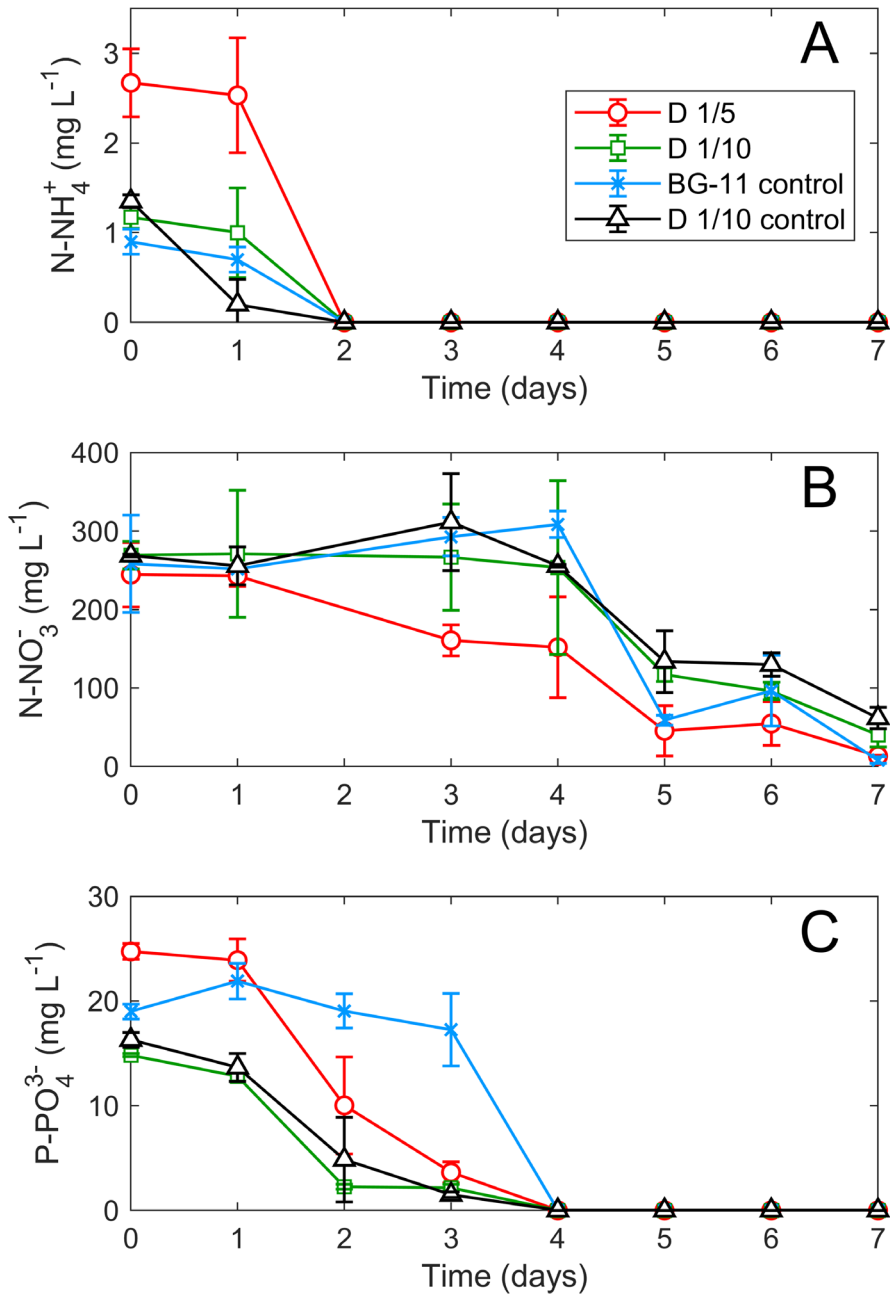 A
N-NH₄⁺ (mg L⁻¹)
3
2
1
0
D 1/5
D 1/10
BG-11 control
D 1/10 control
0 1 2 3 4 5 6 7
Time (days)
B
N-NO₃⁻ (mg L⁻¹)
400
300
200
100
0
0 1 2 3 4 5 6 7
Time (days)
C
P-PO₄³⁻ (mg L⁻¹)
30
20
10
0
0 1 2 3 4 5 6 7
Time (days)